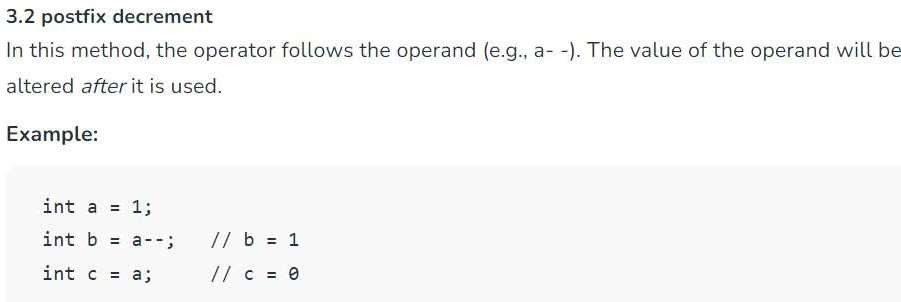 3.2 postfix decrement
In this method, the operator follows the operand (e.g., a- -). The value of the operand will be
altered after it is used.
Example:
int a = 1;
int b = a--;   // b = 1
int c = a;     // c = 0